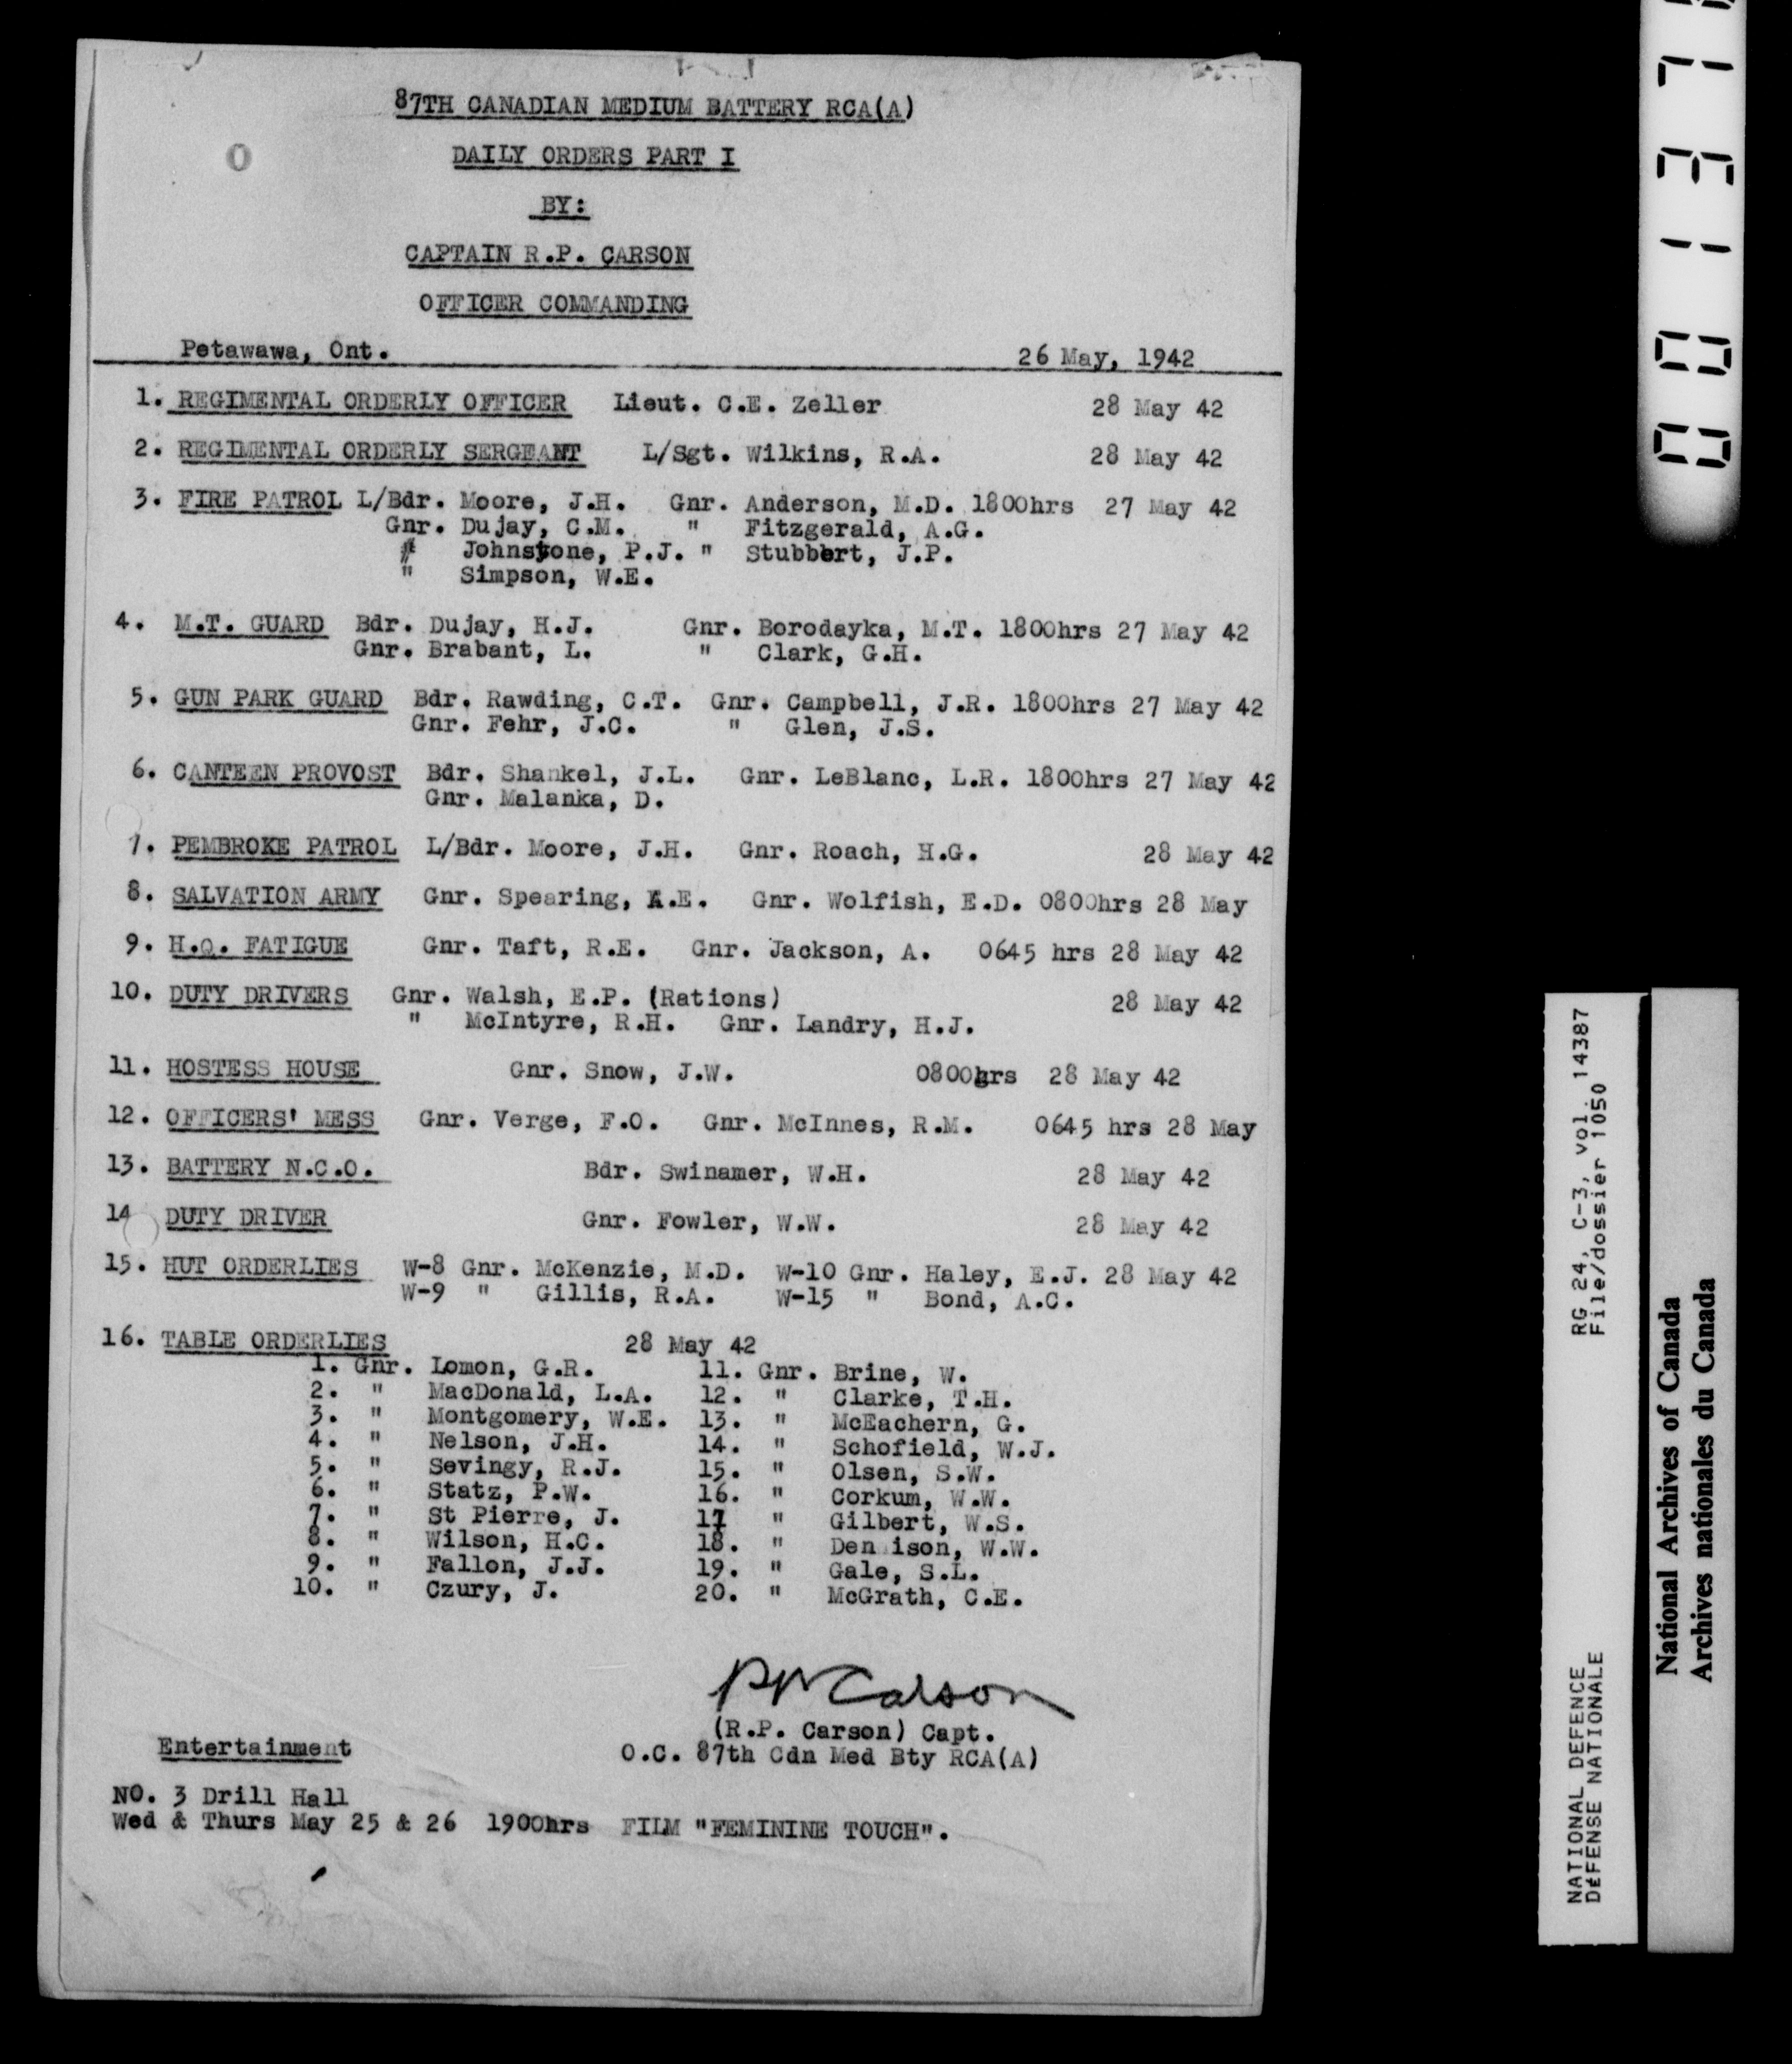 87TH CANADIAN MEDIUM BATTERY RCA(A)
DAILY ORDERS PART I
BY:
CAPTAIN R.P. CARSON
OFFICER COMMANDING
Petawawa, Ont. 26 May, 1942
1. REGIMENTAL ORDERLY OFFICER Lieut. C.E. Zeller 28 May 42
2. REGIMENTAL ORDERLY SERGEANT L/Sgt. Wilkins, R.A. 28 May 42
3. FIRE PATROL L/Bdr. Moore, J.H. Gnr. Anderson, M.D. 1800hrs 27 May 42
Gnr. Dujay, C.M. " Fitzgerald, A.G.
" Johnstone, P.J. " Stubbert, J.P.
" Simpson, W.E.
4. M.T. GUARD Bdr. Dujay, H.J. Gnr. Borodayka, M.T. 1800hrs 27 May 42
Gnr. Brabant, L. " Clark, G.H.
5. GUN PARK GUARD Bdr. Rawding, C.T. Gnr. Campbell, J.R. 1800hrs 27 May 42
Gnr. Fehr, J.C. " Glen, J.S.
6. CANTEEN PROVOST Bdr. Shankel, J.L. Gnr. LeBlanc, L.R. 1800hrs 27 May 42
Gnr. Malanka, D.
7. PEMBROKE PATROL L/Bdr. Moore, J.H. Gnr. Roach, H.G. 28 May 42
8. SALVATION ARMY Gnr. Spearing, A.E. Gnr. Wolfish, E.D. 0800hrs 28 May
9. H.Q. FATIGUE Gnr. Taft, R.E. Gnr. Jackson, A. 0645 hrs 28 May 42
10. DUTY DRIVERS Gnr. Walsh, E.P. (Rations) 28 May 42
" McIntyre, R.H. Gnr. Landry, H.J.
11. HOSTESS HOUSE Gnr. Snow, J.W. 0800hrs 28 May 42
12. OFFICERS' MESS Gnr. Verge, F.O. Gnr. McInnes, R.M. 0645 hrs 28 May
13. BATTERY N.C.O. Bdr. Swinamer, W.H. 28 May 42
14 DUTY DRIVER Gnr. Fowler, W.W. 28 May 42
15. HUT ORDERLIES W-8 Gnr. McKenzie, M.D. W-10 Gnr. Haley, E.J. 28 May 42
W-9 " Gillis, R.A. W-15 " Bond, A.C.
16. TABLE ORDERLIES 28 May 42
1. Gnr. Lomon, G.R. 11. Gnr. Brine, W.
2. " MacDonald, L.A. 12. " Clarke, T.H.
3. " Montgomery, W.E. 13. " McEachern, G.
4. " Nelson, J.H. 14. " Schofield, W.J.
5. " Sevingy, R.J. 15. " Olsen, S.W.
6. " Statz, P.W. 16. " Corkum, W.W.
7. " St Pierre, J. 17 " Gilbert, W.S.
8. " Wilson, H.C. 18. " Dennison, W.W.
9. " Fallon, J.J. 19. " Gale, S.L.
10. " Czury, J. 20. " McGrath, C.E.
RP Carson
(R.P. Carson) Capt.
O.C. 87th Cdn Med Bty RCA(A)
Entertainment
NO. 3 Drill Hall
Wed & Thurs May 25 & 26 1900hrs FILM "FEMININE TOUCH".
NATIONAL DEFENCE RG 24, C-3, vol. 14387
DÉFENSE NATIONALE File/dossier 1050
National Archives of Canada
Archives nationales du Canada